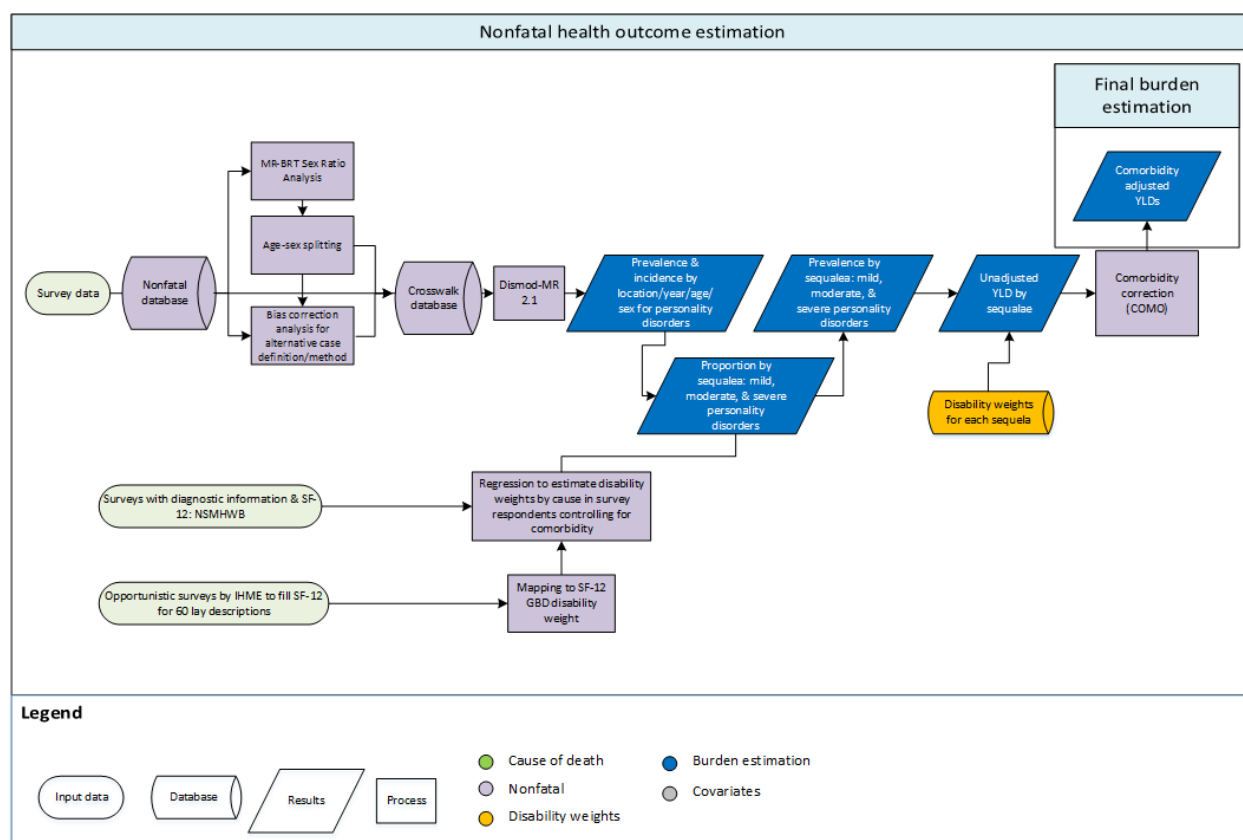 Nonfatal health outcome estimation
Final burden
estimation
MR-BRT Sex Ratio
Analysis
Comorbidity
adjusted
YLDs
Age-sex splitting
Survey data
Nonfatal
database
Bias correction
analysis for
alternative case
definition/method
Crosswalk
database
Dismod-MR
2.1
Prevalence &
incidence by
location/year/age/
sex for personality
disorders
Prevalence by
sequalea: mild,
moderate, &
severe personality
disorders
Unadjusted
YLD by
sequalae
Comorbidity
correction
(COMO)
Proportion by
sequalea: mild,
moderate, & severe
personality
disorders
Disability weights
for each sequela
Surveys with diagnostic information & SF-
12: NSMHWB
Regression to estimate disability
weights by cause in survey
respondents controlling for
comorbidity
Opportunistic surveys by IHME to fill SF-12
for 60 lay descriptions
Mapping to SF-12
GBD disability
weight
Legend
Input data
Database
Results
Process
Cause of death
Nonfatal
Disability weights
Burden estimation
Covariates